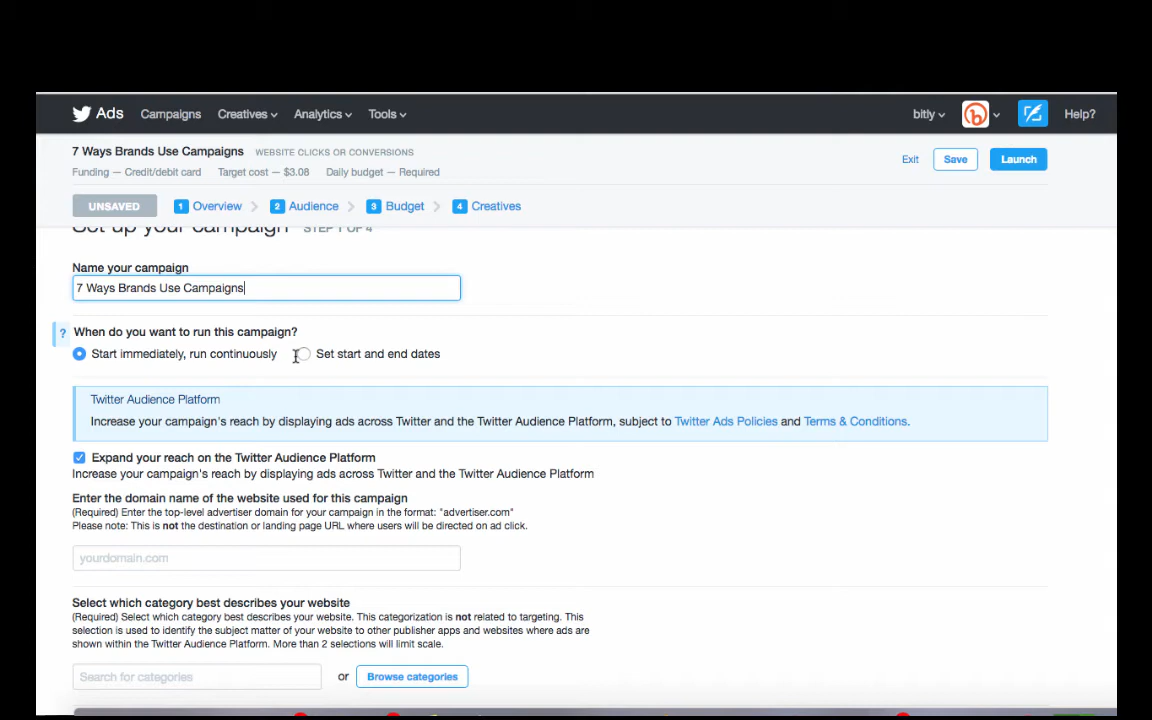 Ads Campaigns Creatives Analytics Tools bitly Help?
7 Ways Brands Use Campaigns WEBSITE CLICKS OR CONVERSIONS
Exit Save Launch
Funding — Credit/debit card Target cost — $3.08 Daily budget — Required
UNSAVED 1 Overview 2 Audience 3 Budget 4 Creatives
Set up your campaign STEP 1 OF 4
Name your campaign
7 Ways Brands Use Campaigns
? When do you want to run this campaign?
Start immediately, run continuously Set start and end dates
Twitter Audience Platform
Increase your campaign's reach by displaying ads across Twitter and the Twitter Audience Platform, subject to Twitter Ads Policies and Terms & Conditions.
Expand your reach on the Twitter Audience Platform
Increase your campaign's reach by displaying ads across Twitter and the Twitter Audience Platform
Enter the domain name of the website used for this campaign
(Required) Enter the top-level advertiser domain for your campaign in the format: "advertiser.com"
Please note: This is not the destination or landing page URL where users will be directed on ad click.
yourdomain.com
Select which category best describes your website
(Required) Select which category best describes your website. This categorization is not related to targeting. This
selection is used to identify the subject matter of your website to other publisher apps and websites where ads are
shown within the Twitter Audience Platform. More than 2 selections will limit scale.
Search for categories or Browse categories